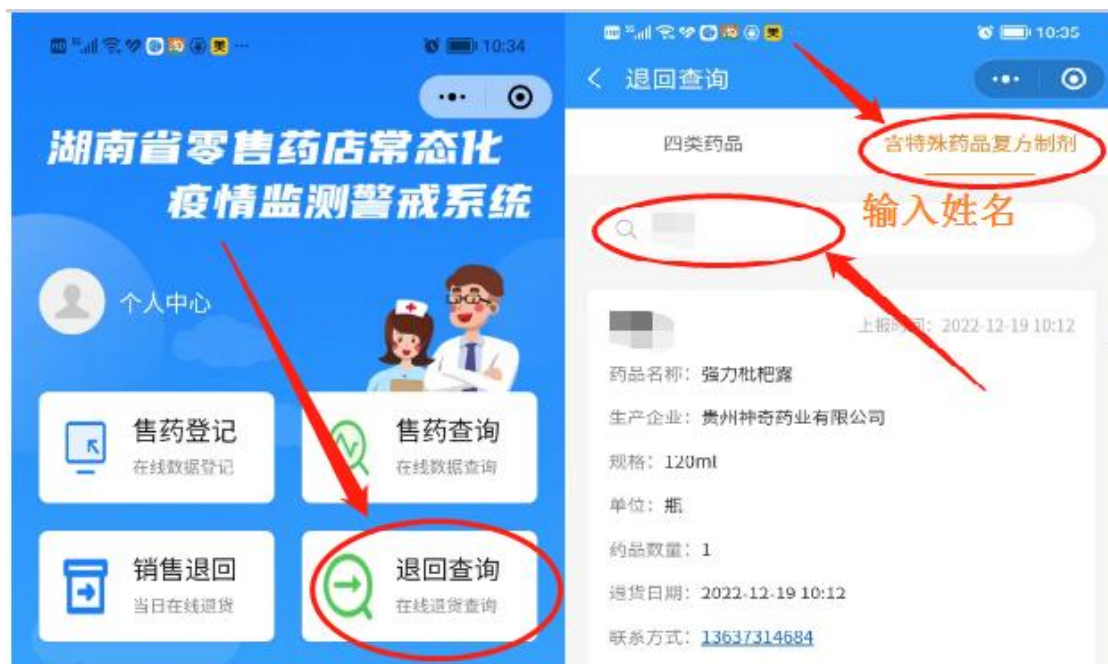 10:34
湖南省零售药店常态化
疫情监测警戒系统
个人中心
售药登记
在线数据登记
售药查询
在线数据查询
销售退回
当日在线退货
退回查询
在线退货查询
10:35
退回查询
四类药品
含特殊药品复方制剂
输入姓名
上报时间：2022-12-19 10:12
药品名称：强力枇杷露
生产企业：贵州神奇药业有限公司
规格：120ml
单位：瓶
药品数量：1
退货日期：2022-12-19 10:12
联系方式：13637314684